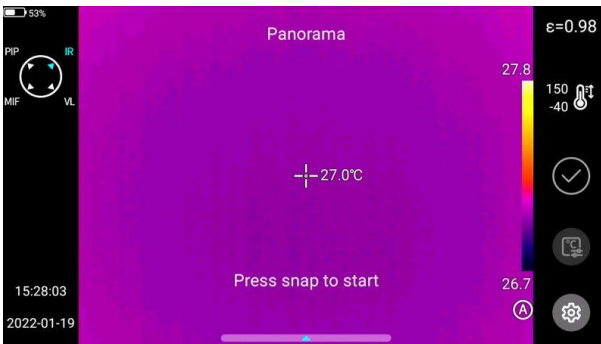 53%
Panorama
ε=0.98
PIP IR
27.8
150
-40
MIF VL
27.0℃
°C
Press snap to start
26.7
15:28:03
A
2022-01-19